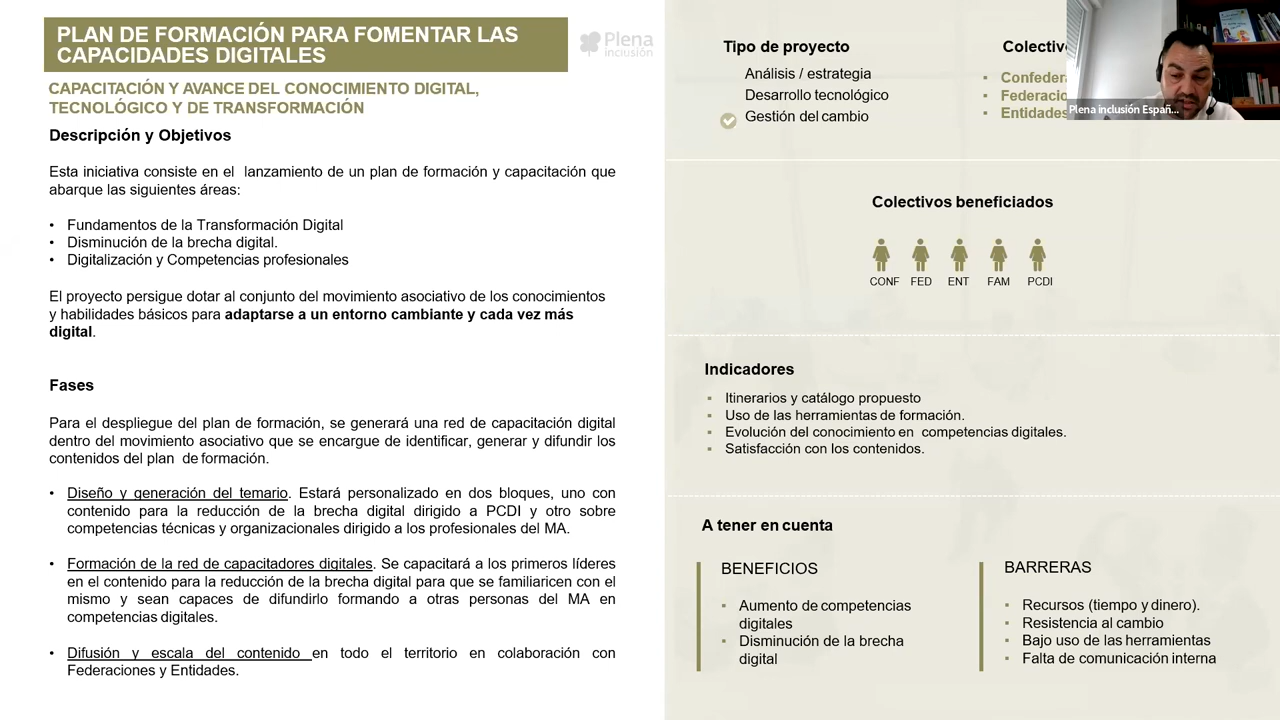 PLAN DE FORMACIÓN PARA FOMENTAR LAS
CAPACIDADES DIGITALES
Plena
inclusión
CAPACITACIÓN Y AVANCE DEL CONOCIMIENTO DIGITAL,
TECNOLÓGICO Y DE TRANSFORMACIÓN
Descripción y Objetivos
Esta iniciativa consiste en el lanzamiento de un plan de formación y capacitación que
abarque las siguientes áreas:
• Fundamentos de la Transformación Digital
• Disminución de la brecha digital.
• Digitalización y Competencias profesionales
El proyecto persigue dotar al conjunto del movimiento asociativo de los conocimientos
y habilidades básicos para adaptarse a un entorno cambiante y cada vez más
digital.
Fases
Para el despliegue del plan de formación, se generará una red de capacitación digital
dentro del movimiento asociativo que se encargue de identificar, generar y difundir los
contenidos del plan de formación.
• Diseño y generación del temario. Estará personalizado en dos bloques, uno con
contenido para la reducción de la brecha digital dirigido a PCDI y otro sobre
competencias técnicas y organizacionales dirigido a los profesionales del MA.
• Formación de la red de capacitadores digitales. Se capacitará a los primeros líderes
en el contenido para la reducción de la brecha digital para que se familiaricen con el
mismo y sean capaces de difundirlo formando a otras personas del MA en
competencias digitales.
• Difusión y escala del contenido en todo el territorio en colaboración con
Federaciones y Entidades.
Tipo de proyecto
Análisis / estrategia
Desarrollo tecnológico
Gestión del cambio
Colectiv
▪ Confedera
▪ Federacio
▪ Entidades
Plena inclusión Españ...
Colectivos beneficiados
CONF FED ENT FAM PCDI
Indicadores
▪ Itinerarios y catálogo propuesto
▪ Uso de las herramientas de formación.
▪ Evolución del conocimiento en competencias digitales.
▪ Satisfacción con los contenidos.
A tener en cuenta
BENEFICIOS
▪ Aumento de competencias
digitales
▪ Disminución de la brecha
digital
BARRERAS
▪ Recursos (tiempo y dinero).
▪ Resistencia al cambio
▪ Bajo uso de las herramientas
▪ Falta de comunicación interna